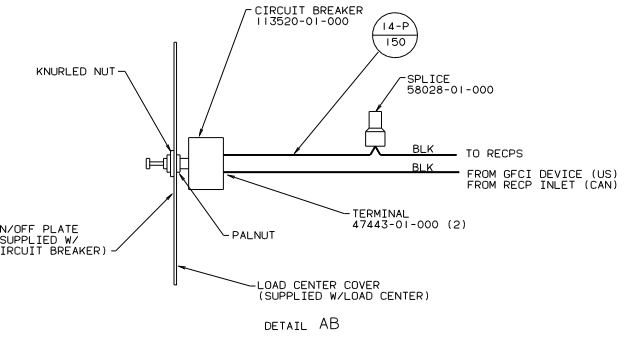 CIRCUIT BREAKER
113520-01-000
14-P
150
KNURLED NUT
SPLICE
58028-01-000
BLK
TO RECPS
BLK
FROM GFCI DEVICE (US)
FROM RECP INLET (CAN)
TERMINAL
47443-01-000 (2)
N/OFF PLATE
SUPPLIED W/
IRCUIT BREAKER)
PALNUT
LOAD CENTER COVER
(SUPPLIED W/LOAD CENTER)
DETAIL AB